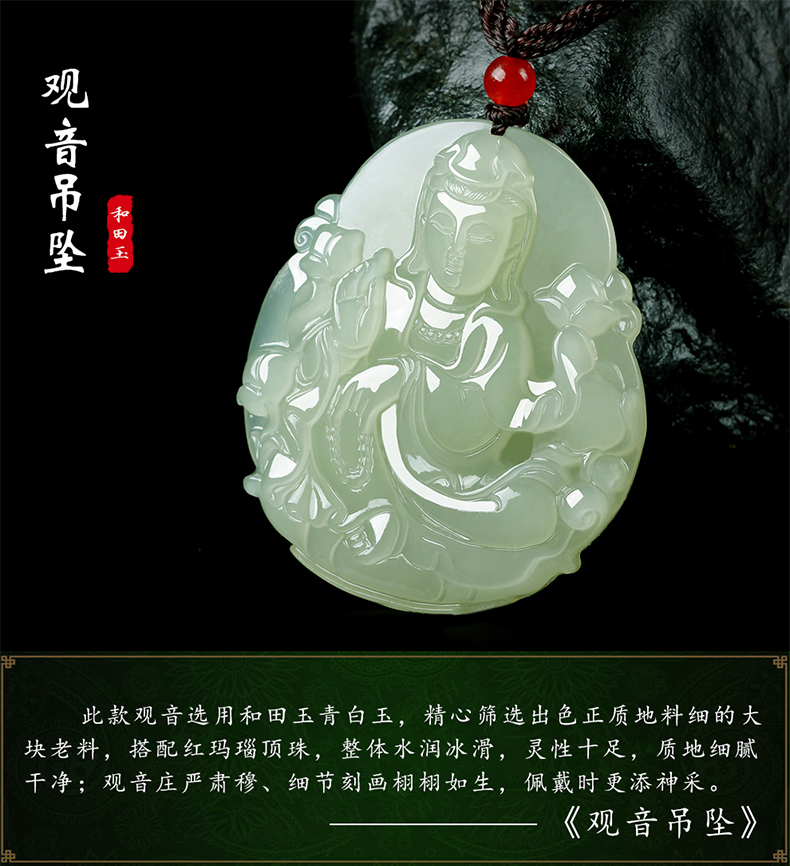 观音吊坠
和田玉
此款观音选用和田玉青白玉，精心筛选出色正质地料细的大
块老料，搭配红玛瑙顶珠，整体水润冰滑，灵性十足，质地细腻
干净；观音庄严肃穆、细节刻画栩栩如生，佩戴时更添神采。
——————《观音吊坠》